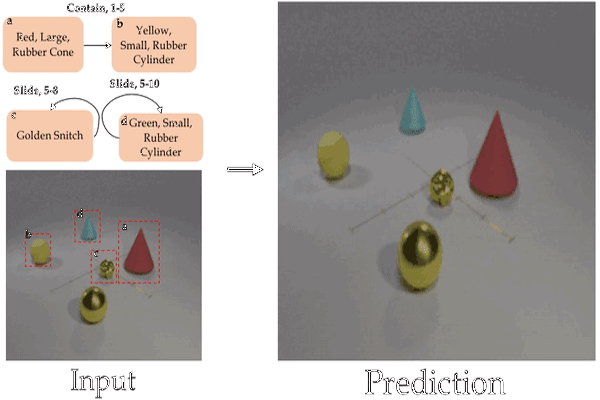 Contain, 1-5
a
Red, Large,
Rubber Cone
b
Yellow,
Small, Rubber
Cylinder
Slide, 5-8
Slide, 5-10
c
Golden Snitch
d
Green, Small,
Rubber
Cylinder
d
b
a
c
Input
Prediction